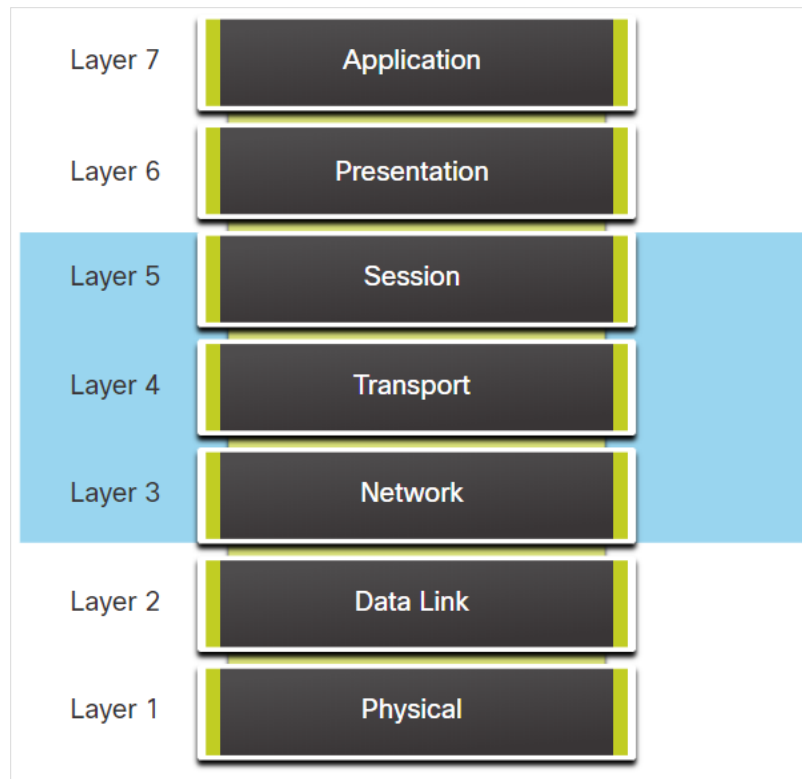 Layer 7 Application
Layer 6 Presentation
Layer 5 Session
Layer 4 Transport
Layer 3 Network
Layer 2 Data Link
Layer 1 Physical